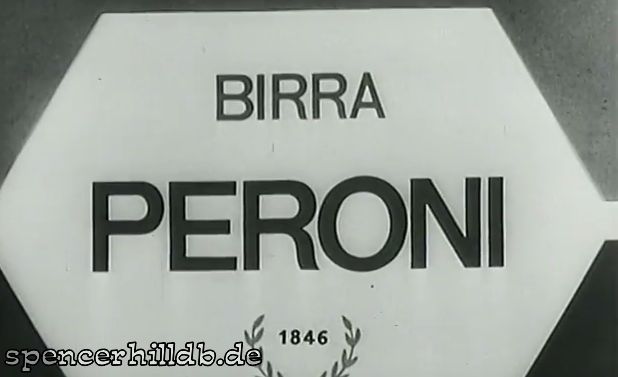 BIRRA
PERONI
1846
spencerhilldb.de